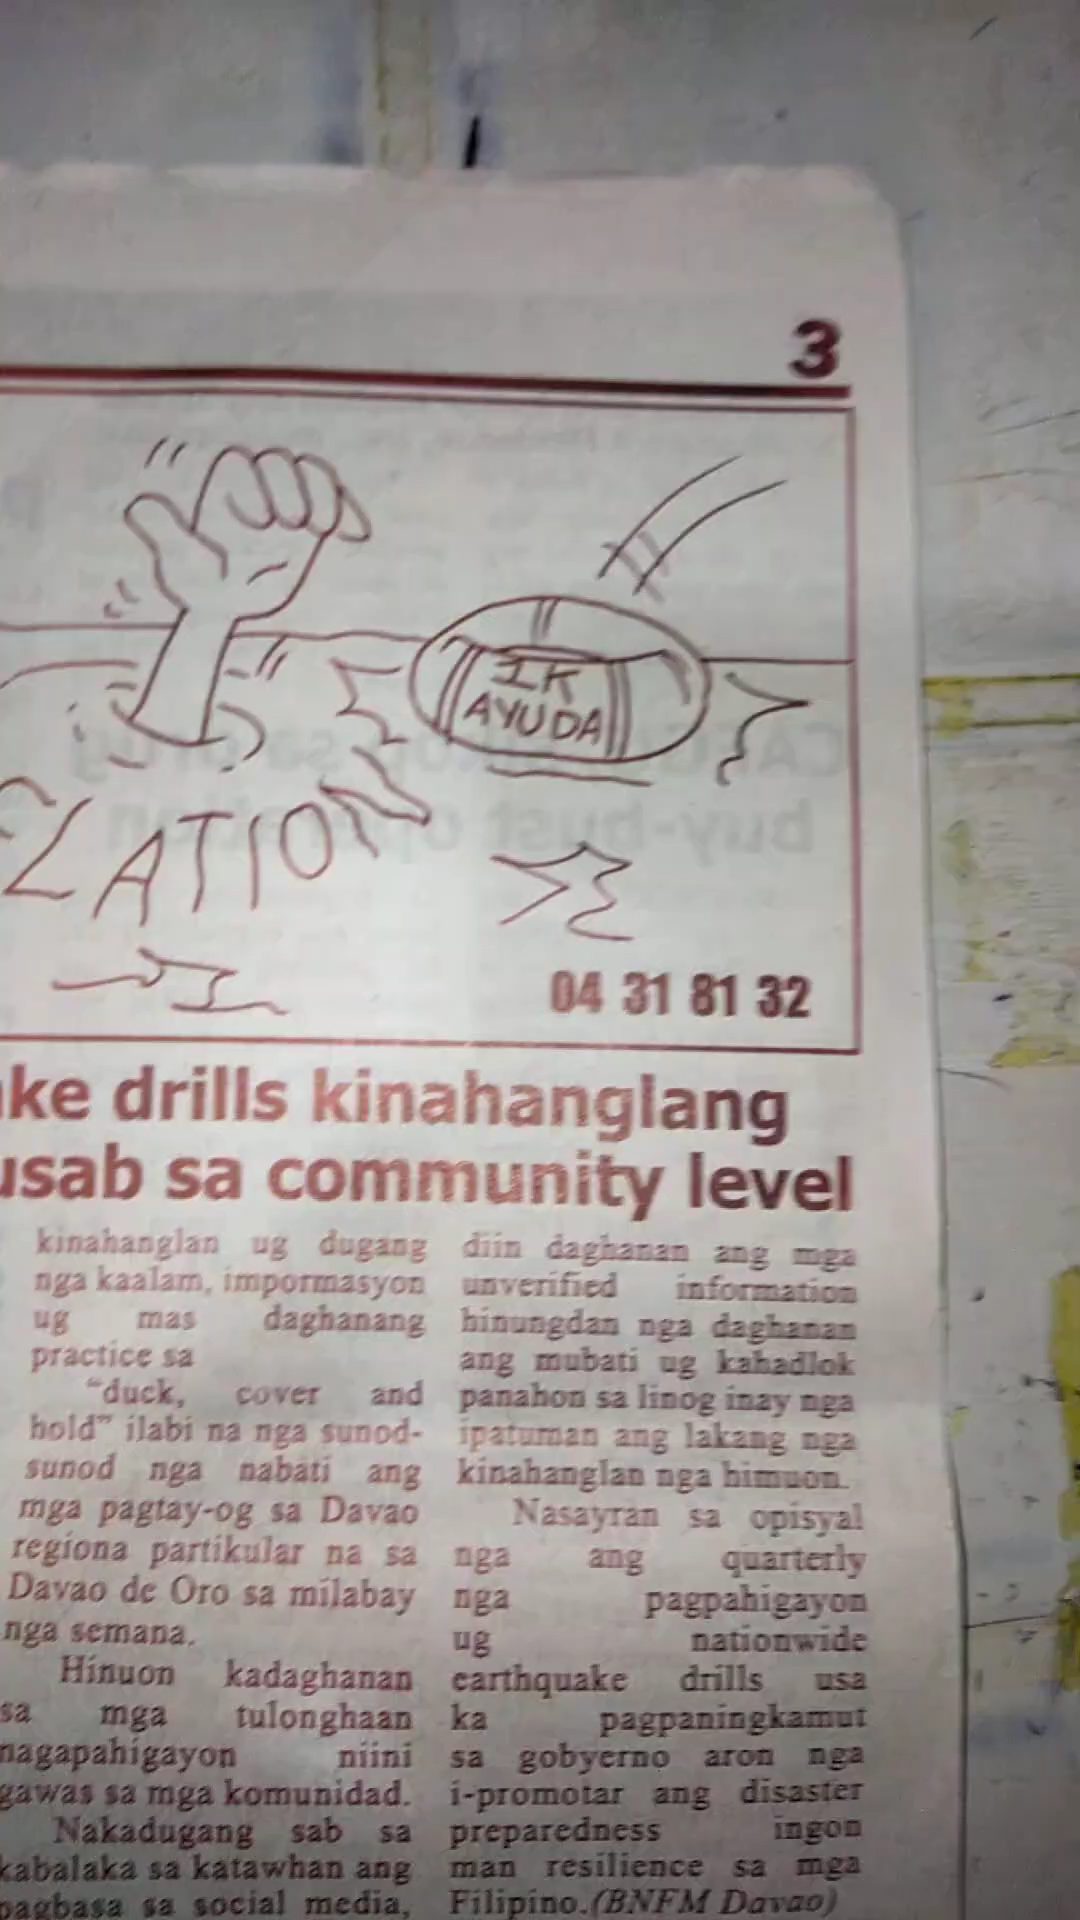 3
1K
AYUDA
LATION
04 31 81 32
ke drills kinahanglang
usab sa community level
kinahanglan ug dugang
nga kaalam, impormasyon
ug mas daghanang
practice sa
"duck, cover and
hold" ilabi na nga sunod-
sunod nga nabati ang
mga pagtay-og sa Davao
regiona partikular na sa
Davao de Oro sa milabay
nga semana.
Hinuon kadaghanan
sa mga tulonghaan
nagapahigayon niini
gawas sa mga komunidad.
Nakadugang sab sa
kabalaka sa katawhan ang
pagbasa sa social media,
diin daghanan ang mga
unverified information
hinungdan nga daghanan
ang mubati ug kahadlok
panahon sa linog inay nga
ipatuman ang lakang nga
kinahanglan nga himuon.
Nasayran sa opisyal
nga ang quarterly
nga pagpahigayon
ug nationwide
earthquake drills usa
ka pagpaningkamut
sa gobyerno aron nga
i-promotar ang disaster
preparedness ingon
man resilience sa mga
Filipino.(BNFM Davao)